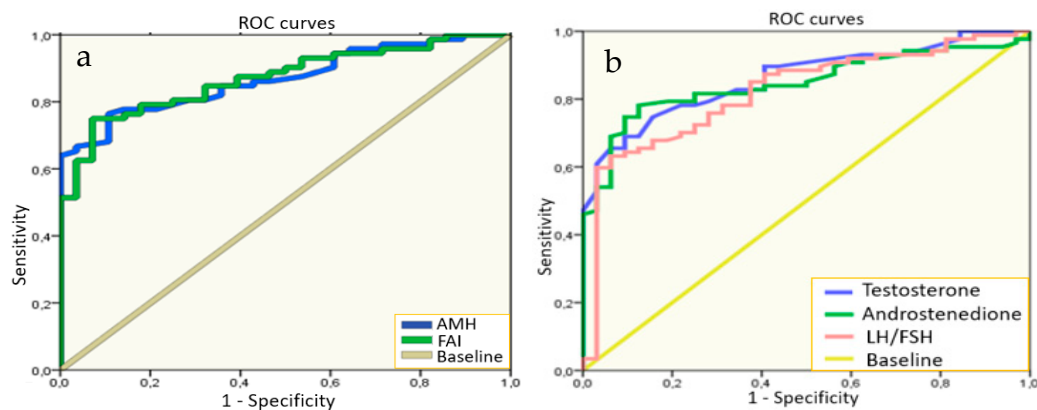 ROC curves
a
1,0
0,8
0,6
0,4
0,2
0,0
Sensitivity
0,0 0,2 0,4 0,6 0,8 1,0
1 - Specificity
AMH
FAI
Baseline
ROC curves
b
1,0
0,8
0,6
0,4
0,2
0,0
Sensitivity
0,0 0,2 0,4 0,6 0,8 1,0
1 - Specificity
Testosterone
Androstenedione
LH/FSH
Baseline